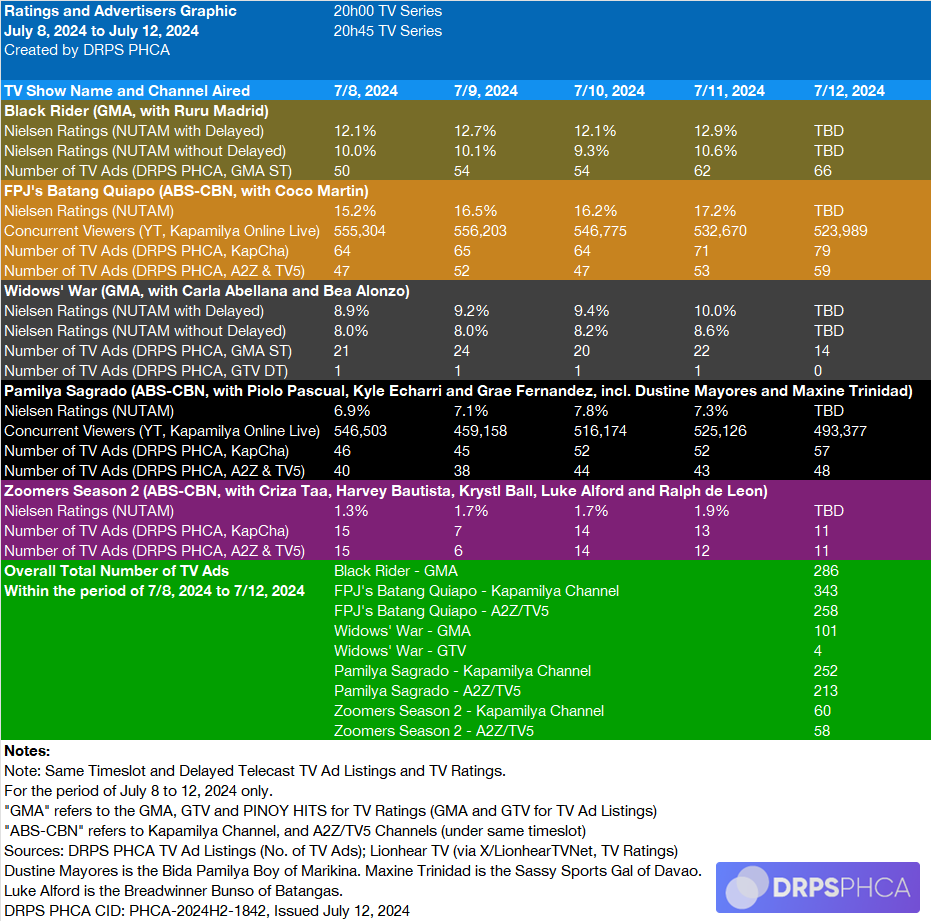 Ratings and Advertisers Graphic 20h00 TV Series
July 8, 2024 to July 12, 2024 20h45 TV Series
Created by DRPS PHCA
TV Show Name and Channel Aired 7/8, 2024 7/9, 2024 7/10, 2024 7/11, 2024 7/12, 2024
Black Rider (GMA, with Ruru Madrid)
Nielsen Ratings (NUTAM with Delayed) 12.1% 12.7% 12.1% 12.9% TBD
Nielsen Ratings (NUTAM without Delayed) 10.0% 10.1% 9.3% 10.6% TBD
Number of TV Ads (DRPS PHCA, GMA ST) 50 54 54 62 66
FPJ's Batang Quiapo (ABS-CBN, with Coco Martin)
Nielsen Ratings (NUTAM) 15.2% 16.5% 16.2% 17.2% TBD
Concurrent Viewers (YT, Kapamilya Online Live) 555,304 556,203 546,775 532,670 523,989
Number of TV Ads (DRPS PHCA, KapCha) 64 65 64 71 79
Number of TV Ads (DRPS PHCA, A2Z & TV5) 47 52 47 53 59
Widows' War (GMA, with Carla Abellana and Bea Alonzo)
Nielsen Ratings (NUTAM with Delayed) 8.9% 9.2% 9.4% 10.0% TBD
Nielsen Ratings (NUTAM without Delayed) 8.0% 8.0% 8.2% 8.6% TBD
Number of TV Ads (DRPS PHCA, GMA ST) 21 24 20 22 14
Number of TV Ads (DRPS PHCA, GTV DT) 1 1 1 1 0
Pamilya Sagrado (ABS-CBN, with Piolo Pascual, Kyle Echarri and Grae Fernandez, incl. Dustine Mayores and Maxine Trinidad)
Nielsen Ratings (NUTAM) 6.9% 7.1% 7.8% 7.3% TBD
Concurrent Viewers (YT, Kapamilya Online Live) 546,503 459,158 516,174 525,126 493,377
Number of TV Ads (DRPS PHCA, KapCha) 46 45 52 52 57
Number of TV Ads (DRPS PHCA, A2Z & TV5) 40 38 44 43 48
Zoomers Season 2 (ABS-CBN, with Criza Taa, Harvey Bautista, Krystl Ball, Luke Alford and Ralph de Leon)
Nielsen Ratings (NUTAM) 1.3% 1.7% 1.7% 1.9% TBD
Number of TV Ads (DRPS PHCA, KapCha) 15 7 14 13 11
Number of TV Ads (DRPS PHCA, A2Z & TV5) 15 6 14 12 11
Overall Total Number of TV Ads Black Rider - GMA 286
Within the period of 7/8, 2024 to 7/12, 2024 FPJ's Batang Quiapo - Kapamilya Channel 343
FPJ's Batang Quiapo - A2Z/TV5 258
Widows' War - GMA 101
Widows' War - GTV 4
Pamilya Sagrado - Kapamilya Channel 252
Pamilya Sagrado - A2Z/TV5 213
Zoomers Season 2 - Kapamilya Channel 60
Zoomers Season 2 - A2Z/TV5 58
Notes:
Note: Same Timeslot and Delayed Telecast TV Ad Listings and TV Ratings.
For the period of July 8 to 12, 2024 only.
"GMA" refers to the GMA, GTV and PINOY HITS for TV Ratings (GMA and GTV for TV Ad Listings)
"ABS-CBN" refers to Kapamilya Channel, and A2Z/TV5 Channels (under same timeslot)
Sources: DRPS PHCA TV Ad Listings (No. of TV Ads); Lionhear TV (via X/LionhearTVNet, TV Ratings)
Dustine Mayores is the Bida Pamilya Boy of Marikina. Maxine Trinidad is the Sassy Sports Gal of Davao.
Luke Alford is the Breadwinner Bunso of Batangas.
DRPS PHCA CID: PHCA-2024H2-1842, Issued July 12, 2024
DRPSPHCA